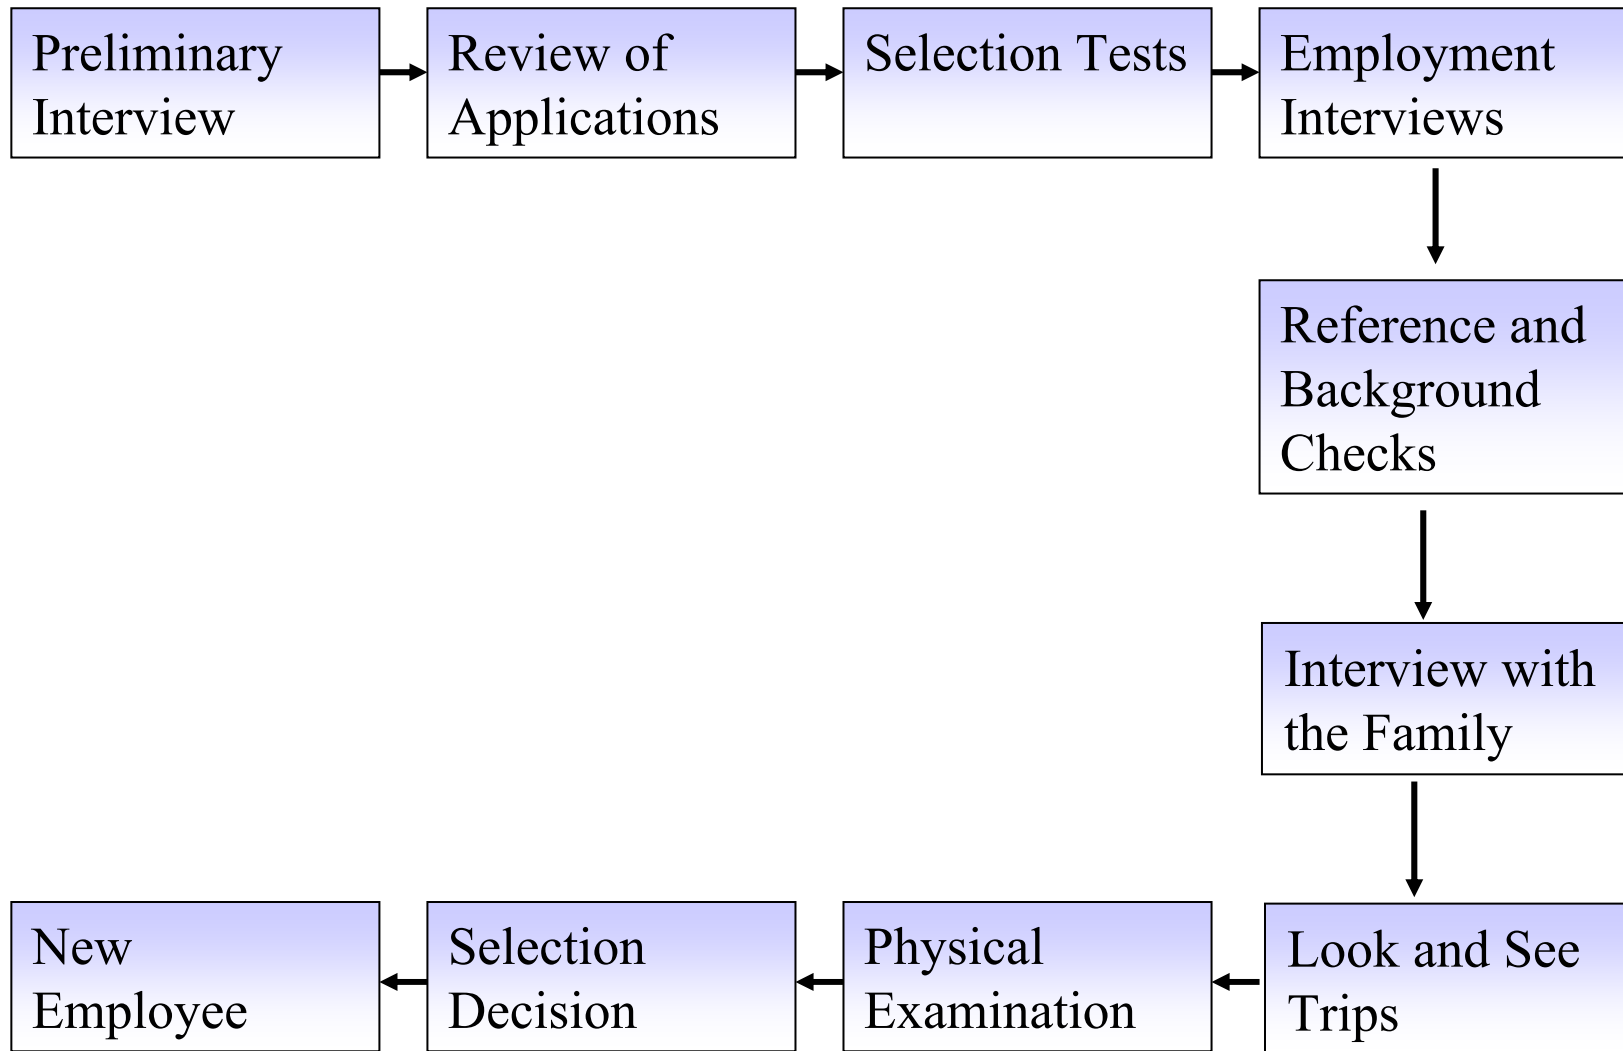 Preliminary
Interview
Review of
Applications
Selection Tests
Employment
Interviews
Reference and
Background
Checks
Interview with
the Family
Look and See
Trips
Physical
Examination
Selection
Decision
New
Employee